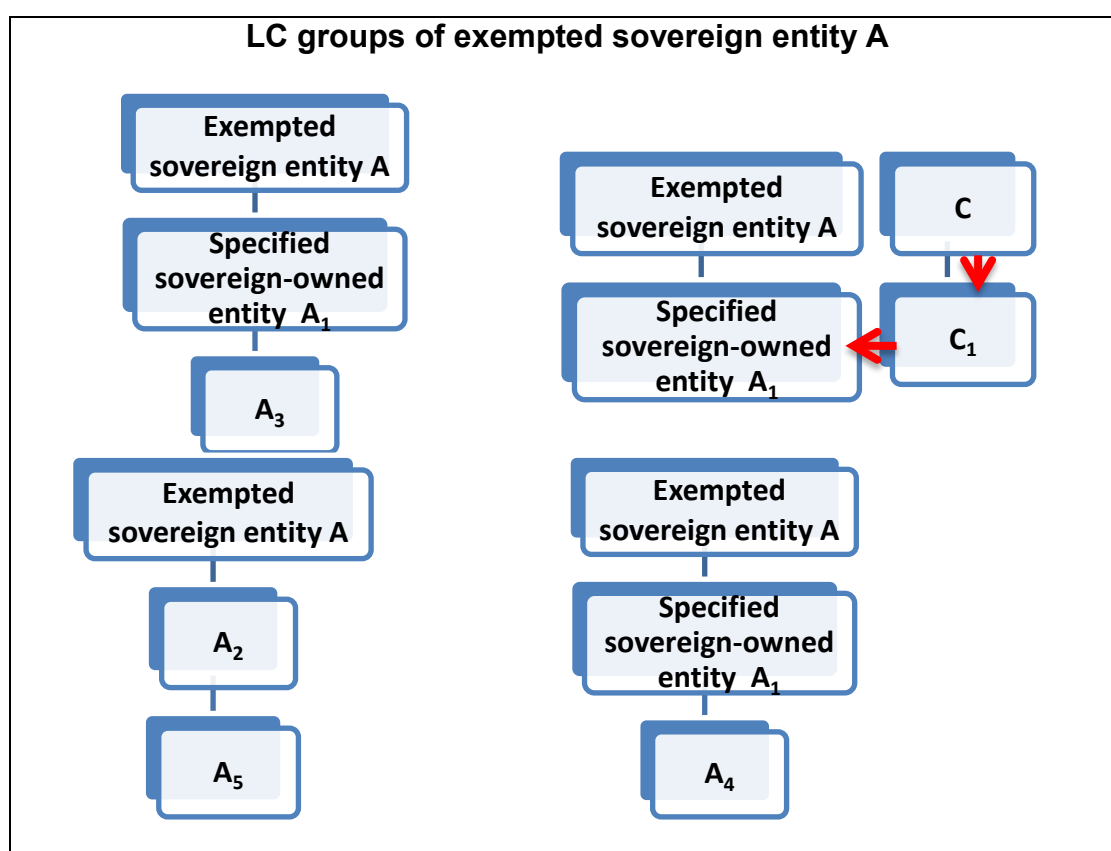 LC groups of exempted sovereign entity A
Exempted
sovereign entity A
Specified
sovereign-owned
entity A₁
A₃
Exempted
sovereign entity A
C
Specified
sovereign-owned
entity A₁
C₁
Exempted
sovereign entity A
A₂
A₅
Exempted
sovereign entity A
Specified
sovereign-owned
entity A₁
A₄